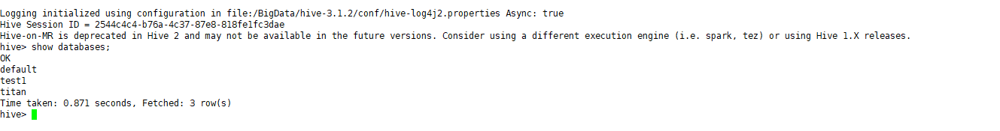 Logging initialized using configuration in file:/BigData/hive-3.1.2/conf/hive-log4j2.properties Async: true
Hive Session ID = 2544c4c4-b76a-4c37-87e8-818fe1fc3dae
Hive-on-MR is deprecated in Hive 2 and may not be available in the future versions. Consider using a different execution engine (i.e. spark, tez) or using Hive 1.X releases.
hive> show databases;
OK
default
test1
titan
Time taken: 0.871 seconds, Fetched: 3 row(s)
hive>